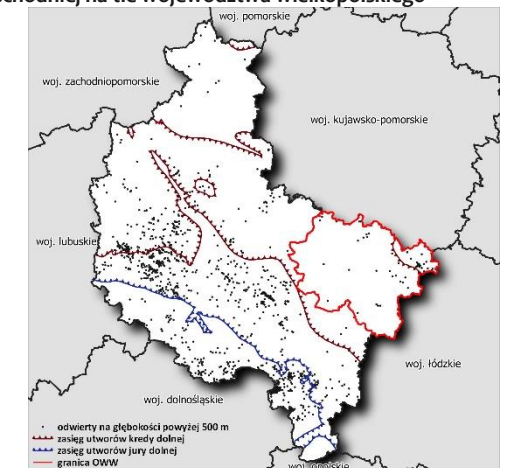 chodniej na tle województwa wielkopolskiego
woj. pomorskie
woj. zachodniopomorskie
woj. kujawsko-pomorskie
woj. lubuskie
woj. łódzkie
woj. dolnośląskie
odwierty na głębokości powyżej 500 m
zasięg utworów kredy dolnej
zasięg utworów jury dolnej
granica OWW
woj. opolskie